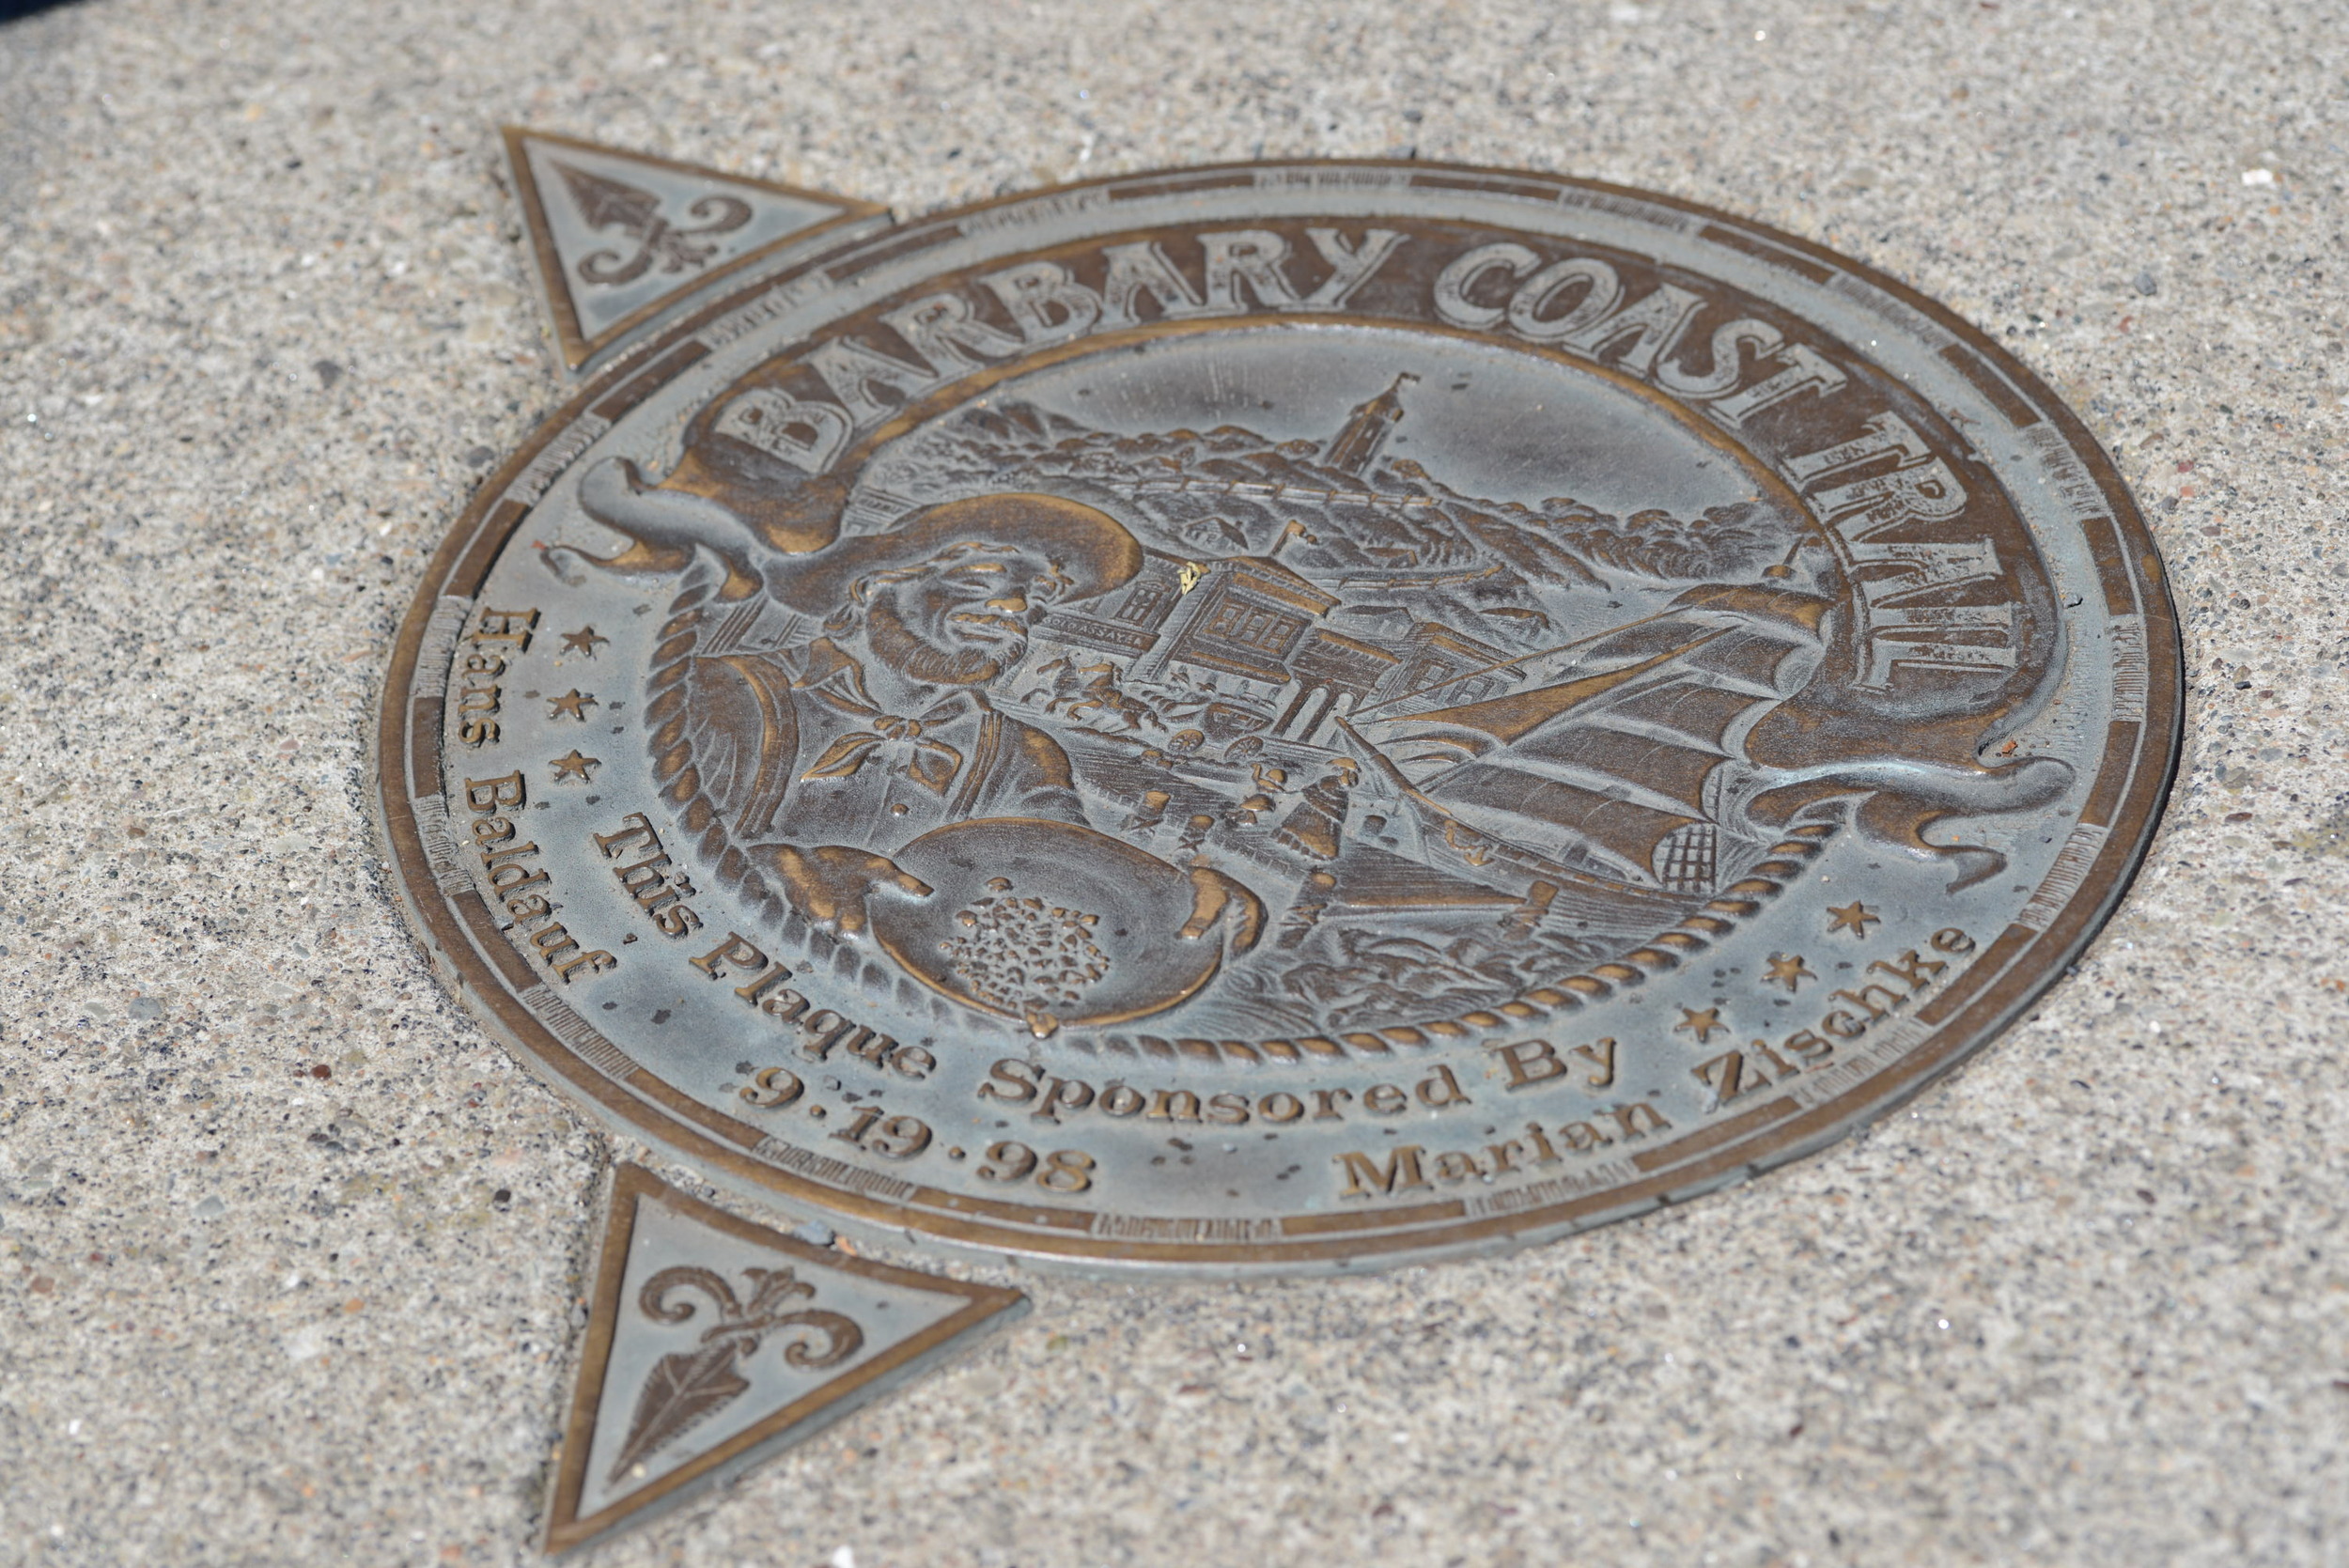 BARBARY COAST TRAIL
This Plaque Sponsored By
Hans Baldauf 9·19·98 Marian Zischke